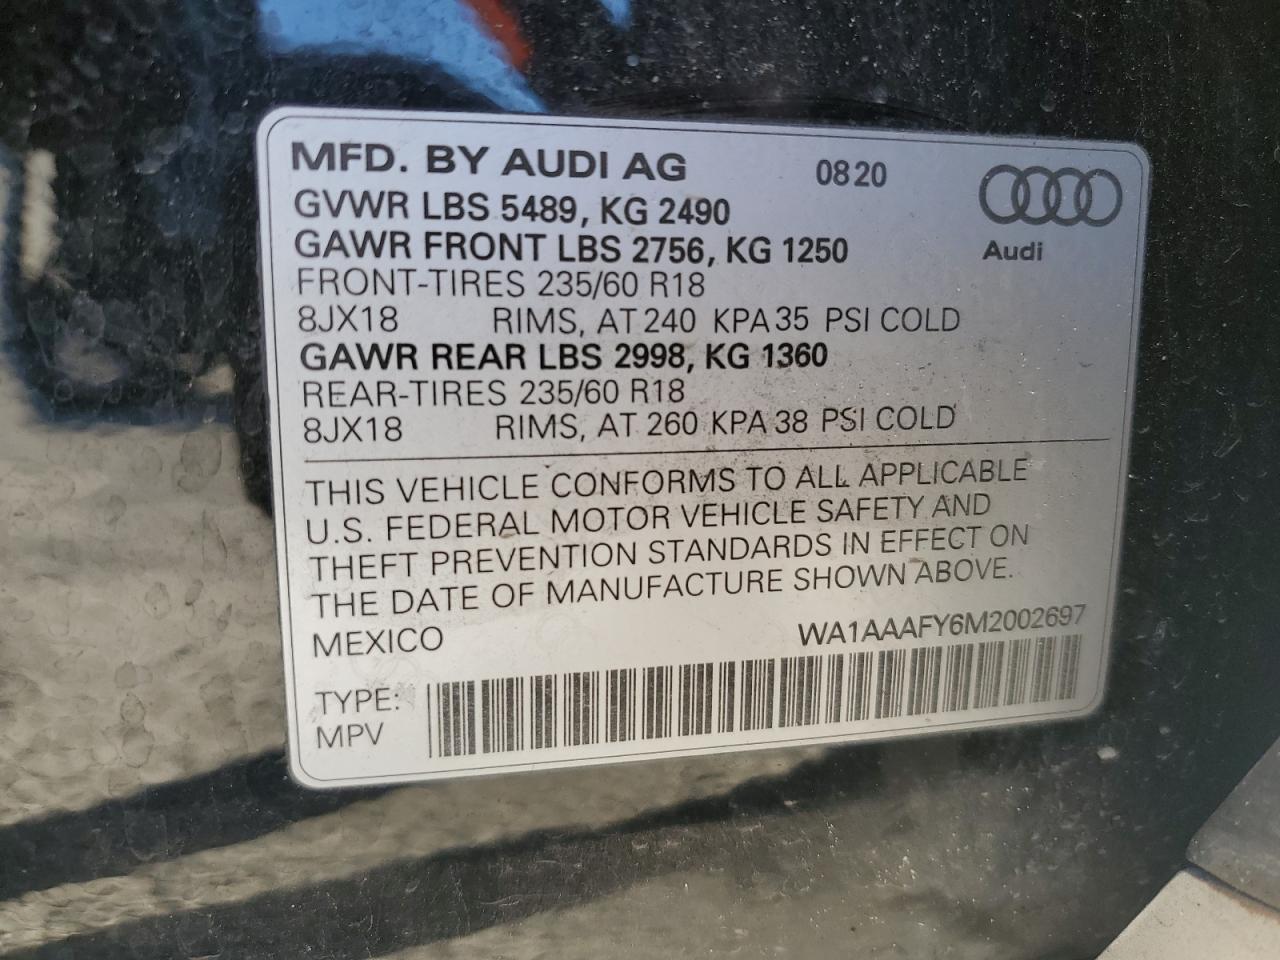 MFD. BY AUDI AG 0820
GVWR LBS 5489, KG 2490
GAWR FRONT LBS 2756, KG 1250
Audi
FRONT-TIRES 235/60 R18
8JX18 RIMS, AT 240 KPA 35 PSI COLD
GAWR REAR LBS 2998, KG 1360
REAR-TIRES 235/60 R18
8JX18 RIMS, AT 260 KPA 38 PSI COLD
THIS VEHICLE CONFORMS TO ALL APPLICABLE
U.S. FEDERAL MOTOR VEHICLE SAFETY AND
THEFT PREVENTION STANDARDS IN EFFECT ON
THE DATE OF MANUFACTURE SHOWN ABOVE.
MEXICO WA1AAAFY6M2002697
TYPE:
MPV